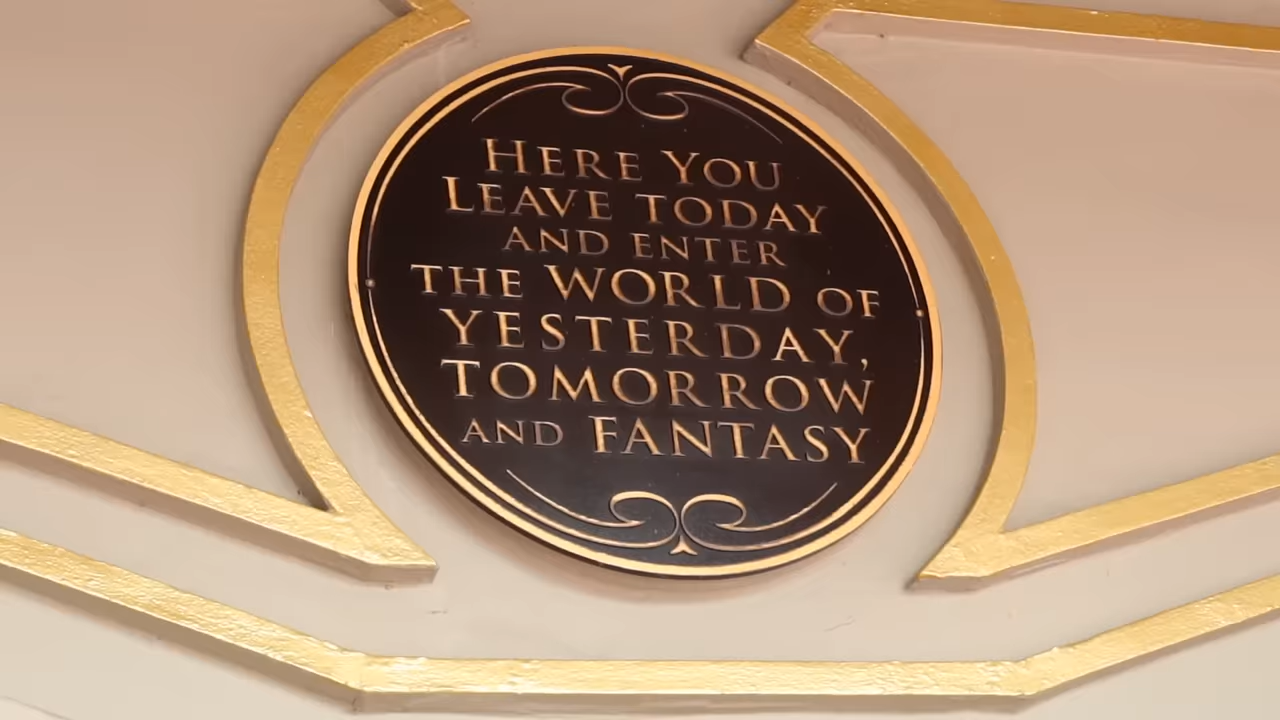 HERE YOU
LEAVE TODAY
AND ENTER
THE WORLD OF
YESTERDAY,
TOMORROW
AND FANTASY